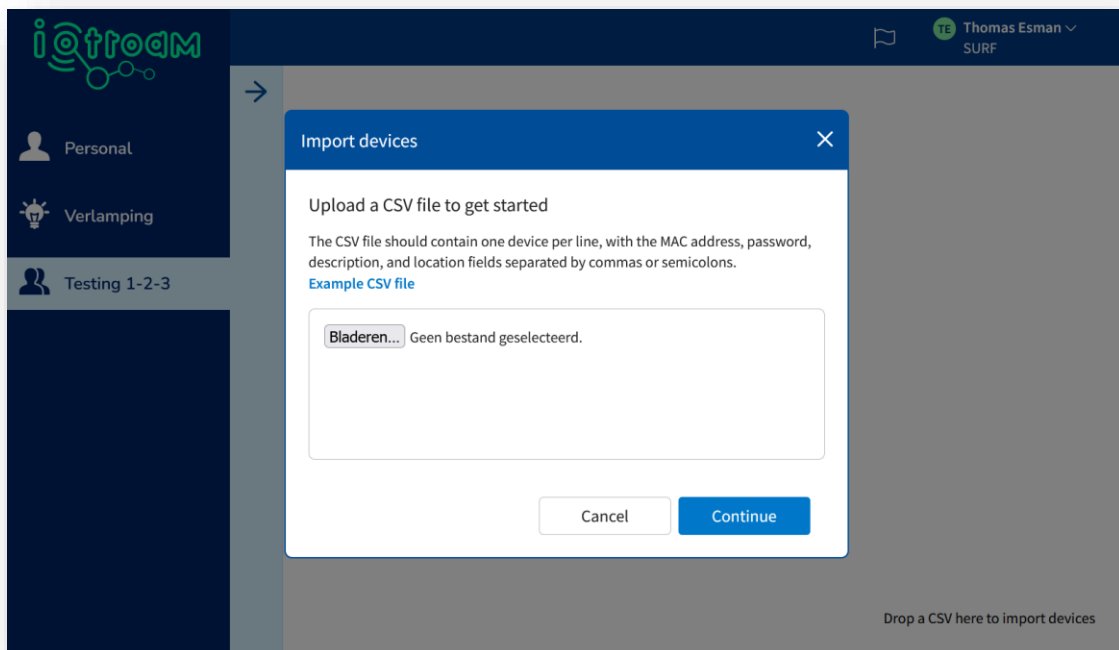 iotroam
TE Thomas Esman
SURF
Personal
Verlamping
Testing 1-2-3
Import devices
Upload a CSV file to get started
The CSV file should contain one device per line, with the MAC address, password,
description, and location fields separated by commas or semicolons.
Example CSV file
Bladeren... Geen bestand geselecteerd.
Cancel
Continue
Drop a CSV here to import devices